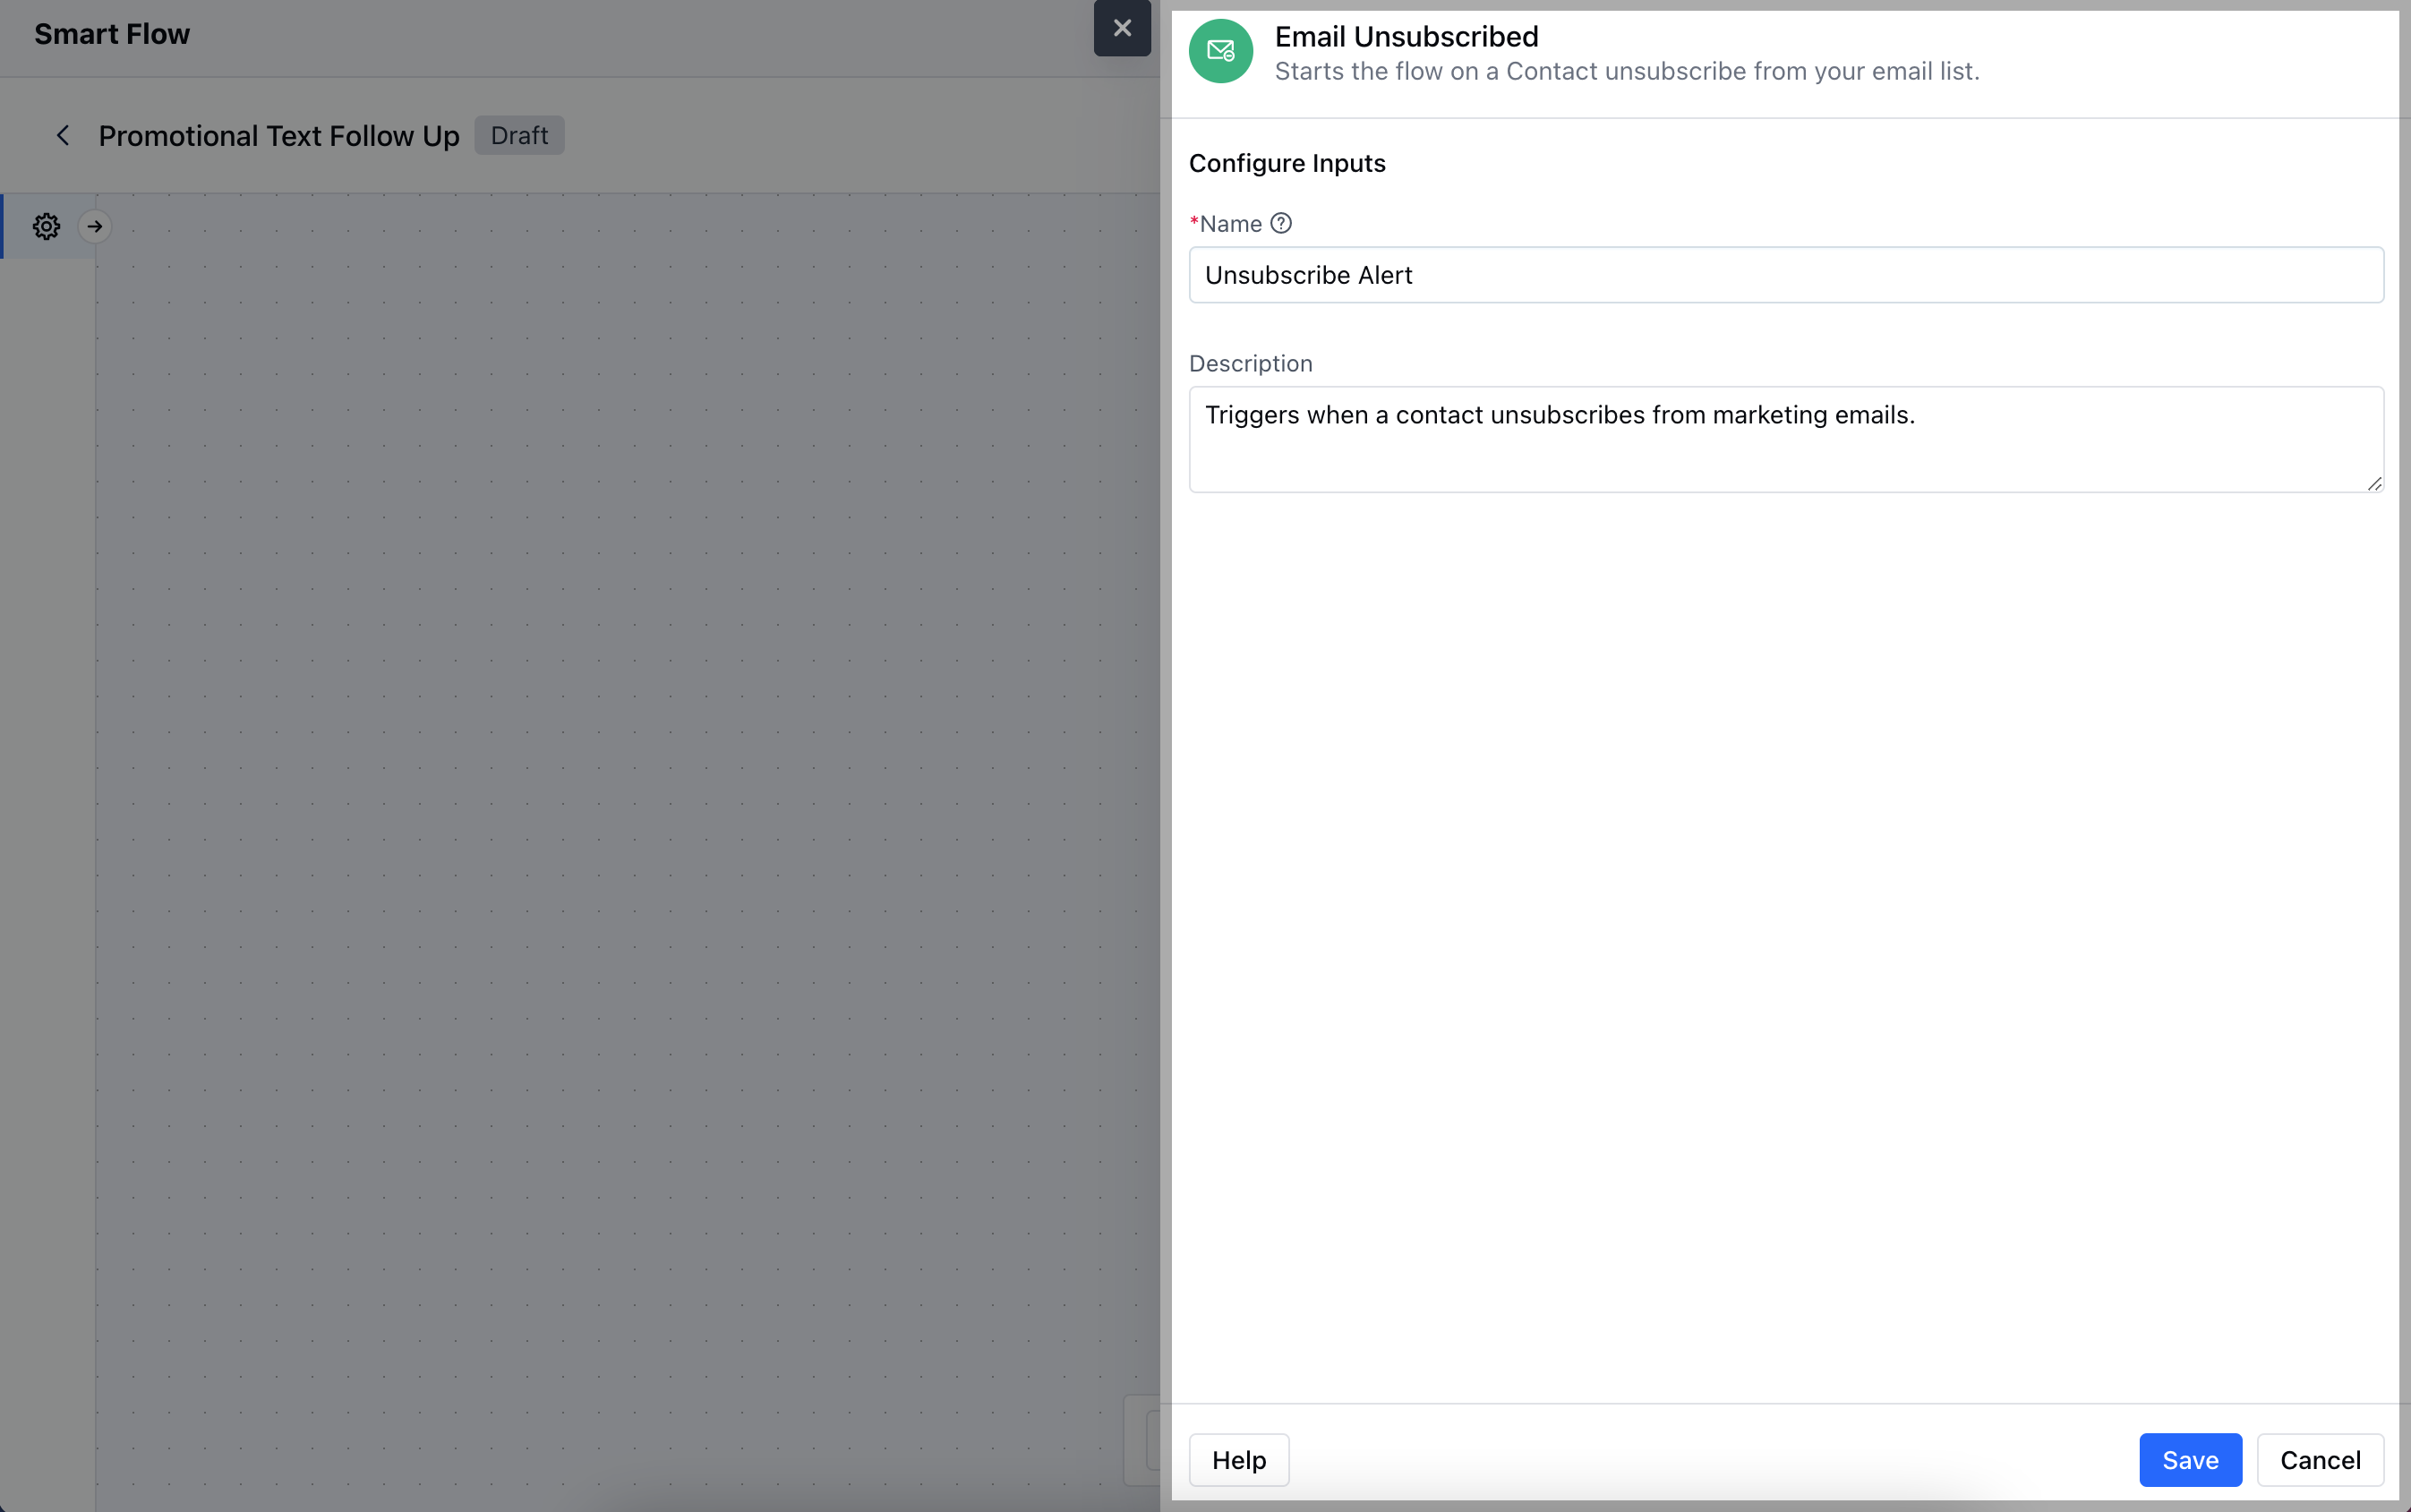 Smart Flow
Promotional Text Follow Up
Draft
Email Unsubscribed
Starts the flow on a Contact unsubscribe from your email list.
Configure Inputs
*Name
Unsubscribe Alert
Description
Triggers when a contact unsubscribes from marketing emails.
Help
Save
Cancel